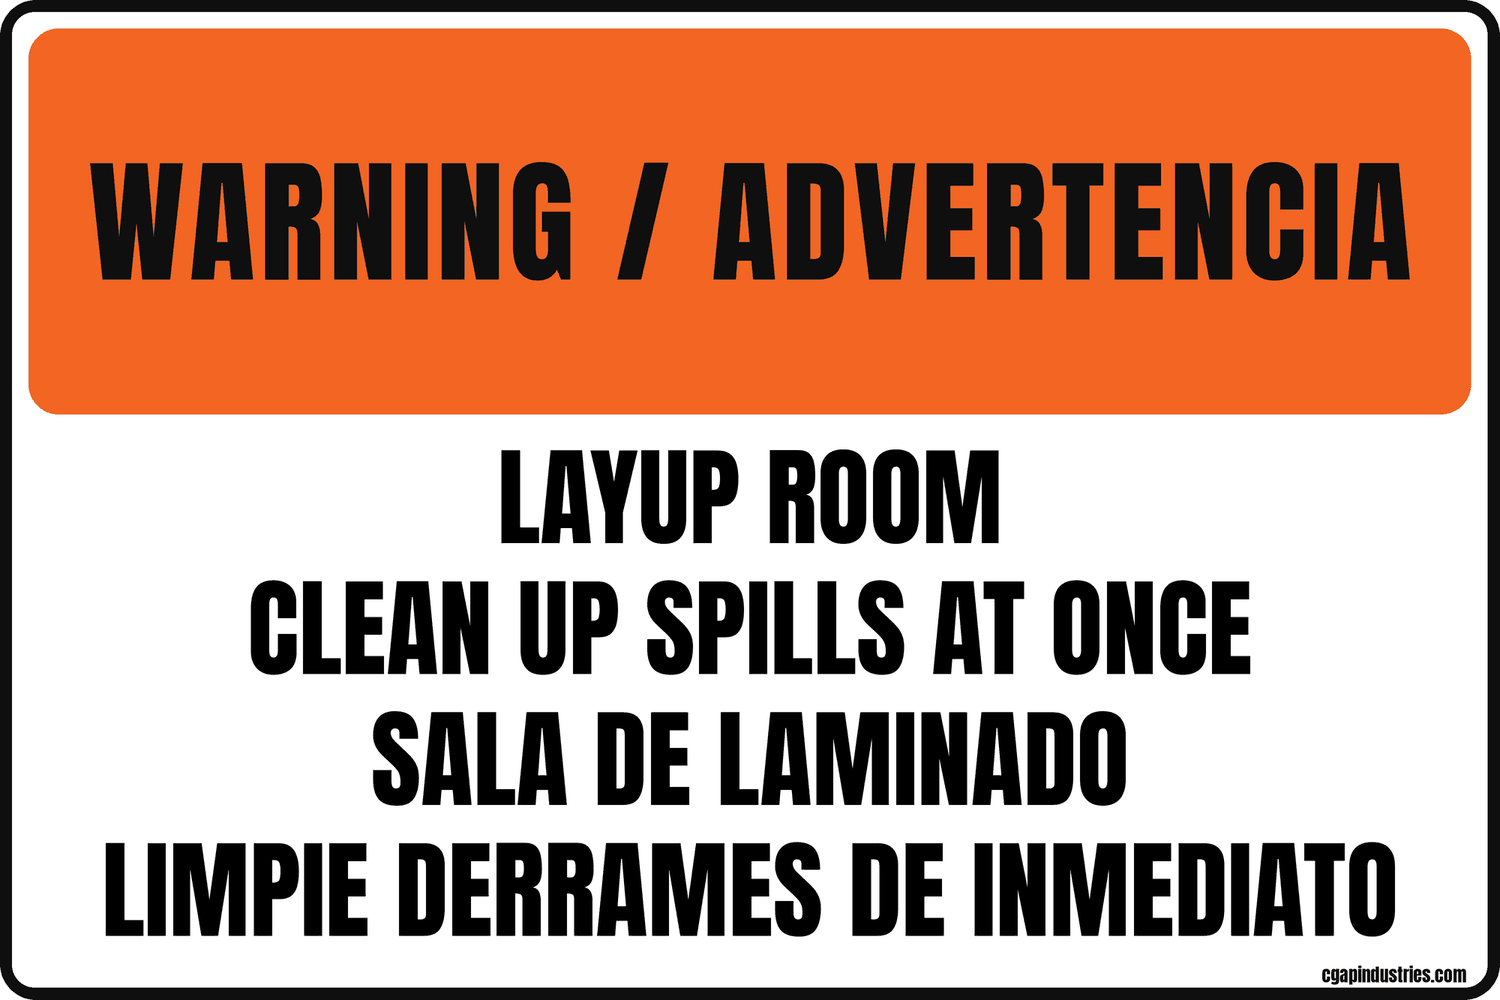 WARNING / ADVERTENCIA
LAYUP ROOM
CLEAN UP SPILLS AT ONCE
SALA DE LAMINADO
LIMPIE DERRAMES DE INMEDIATO
cgapindustries.com